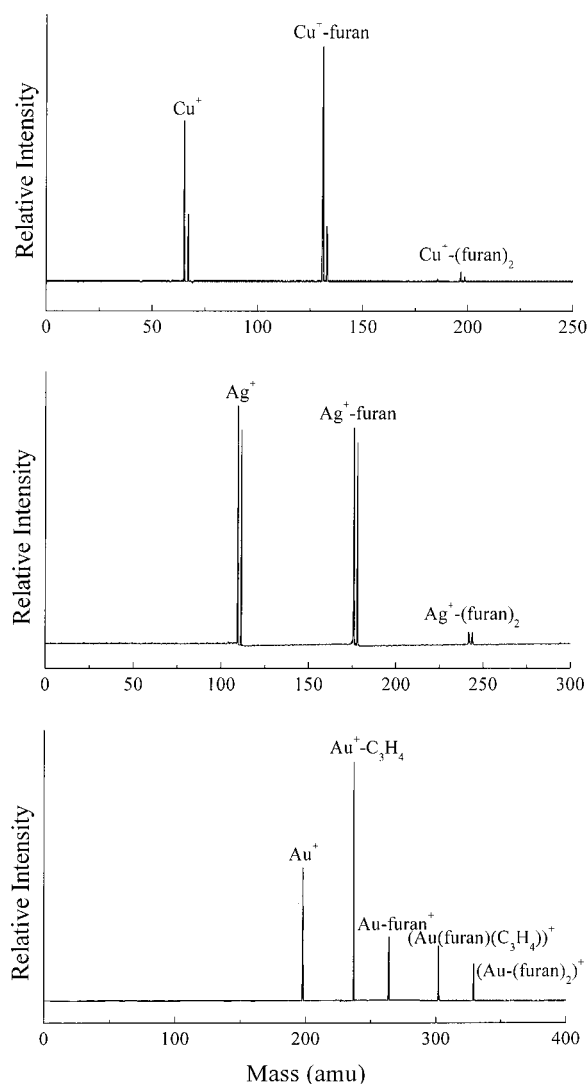 Relative Intensity
Cu⁺
Cu⁺-furan
Cu⁺-(furan)₂
0 50 100 150 200 250
Relative Intensity
Ag⁺
Ag⁺-furan
Ag⁺-(furan)₂
0 50 100 150 200 250 300
Relative Intensity
Au⁺
Au⁺-C₃H₄
Au-furan⁺
(Au(furan)(C₃H₄))⁺
(Au-(furan)₂)⁺
0 100 200 300 400
Mass (amu)